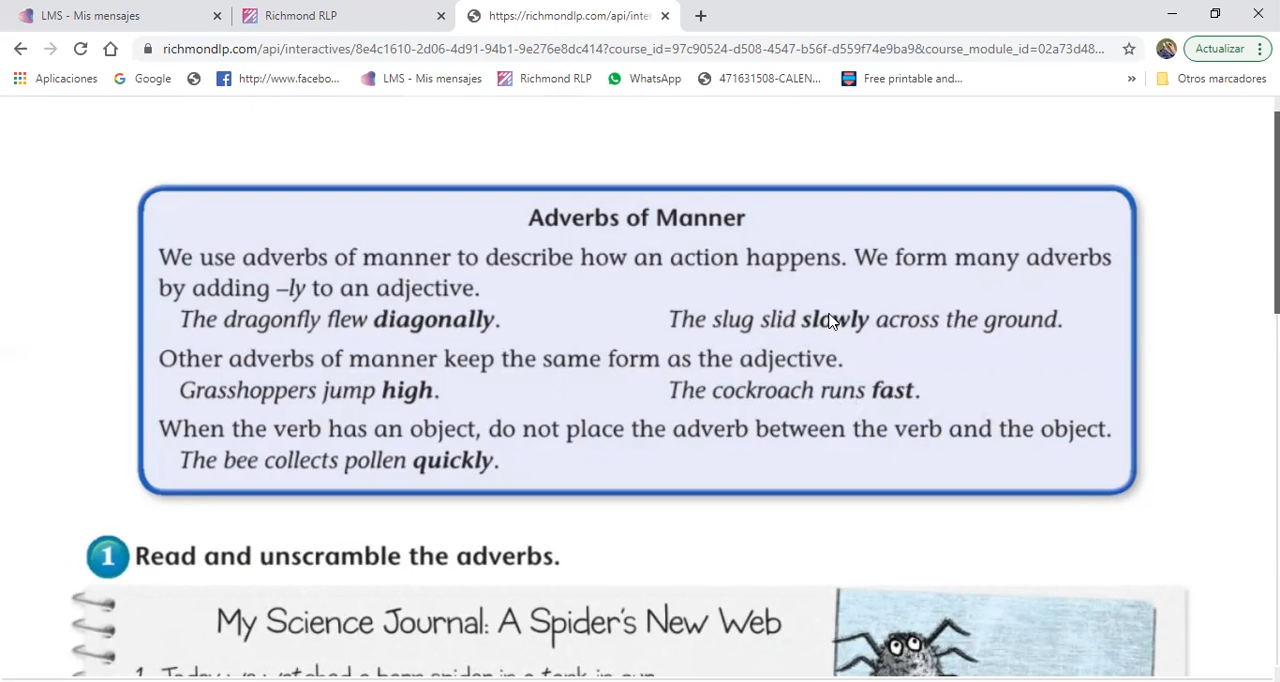 LMS - Mis mensajes
Richmond RLP
https://richmondlp.com/api/inte
richmondlp.com/api/interactives/8e4c1610-2d06-4d91-94b1-9e276e8dc414?course_id=97c90524-d508-4547-b56f-d559f74e9ba9&course_module_id=02a73d48...
Actualizar
Aplicaciones
Google
http://www.facebo...
LMS - Mis mensajes
Richmond RLP
WhatsApp
471631508-CALEN...
Free printable and...
»
Otros marcadores
Adverbs of Manner
We use adverbs of manner to describe how an action happens. We form many adverbs
by adding –ly to an adjective.
The dragonfly flew diagonally.
The slug slid slowly across the ground.
Other adverbs of manner keep the same form as the adjective.
Grasshoppers jump high.
The cockroach runs fast.
When the verb has an object, do not place the adverb between the verb and the object.
The bee collects pollen quickly.
1 Read and unscramble the adverbs.
My Science Journal: A Spider's New Web